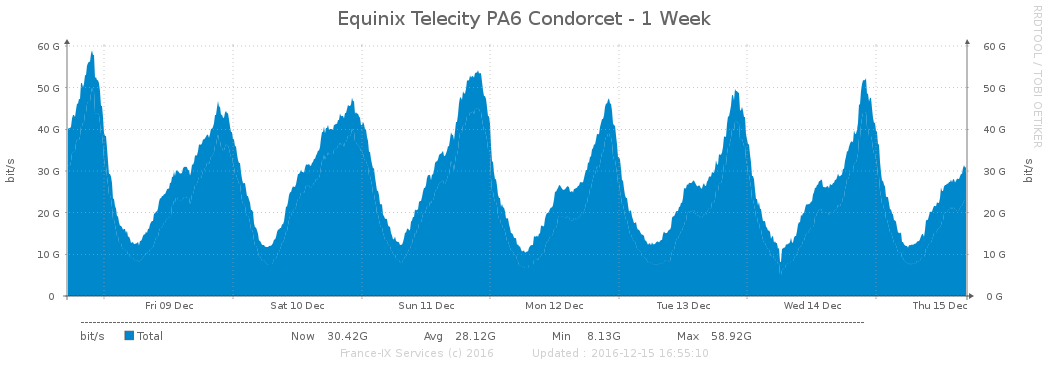 Equinix Telecity PA6 Condorcet - 1 Week
RRDTOOL / TOBI OETIKER
bit/s
60 G
50 G
40 G
30 G
20 G
10 G
0
60 G
50 G
40 G
30 G
20 G
10 G
0 G
bit/s
Fri 09 Dec Sat 10 Dec Sun 11 Dec Mon 12 Dec Tue 13 Dec Wed 14 Dec Thu 15 Dec
bit/s Total Now 30.42G Avg 28.12G Min 8.13G Max 58.92G
France-IX Services (c) 2016 Updated : 2016-12-15 16:55:10